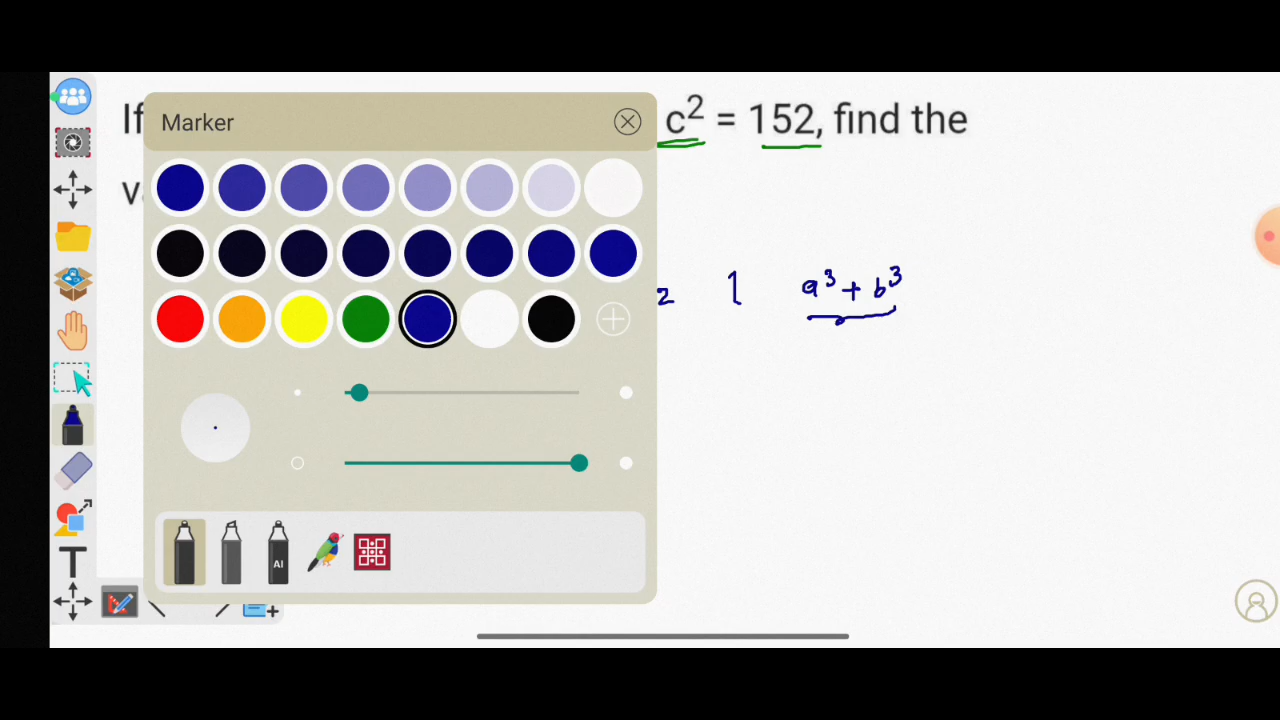 If
Marker
c² = 152, find the
2 1 a³ + b³
AI
T